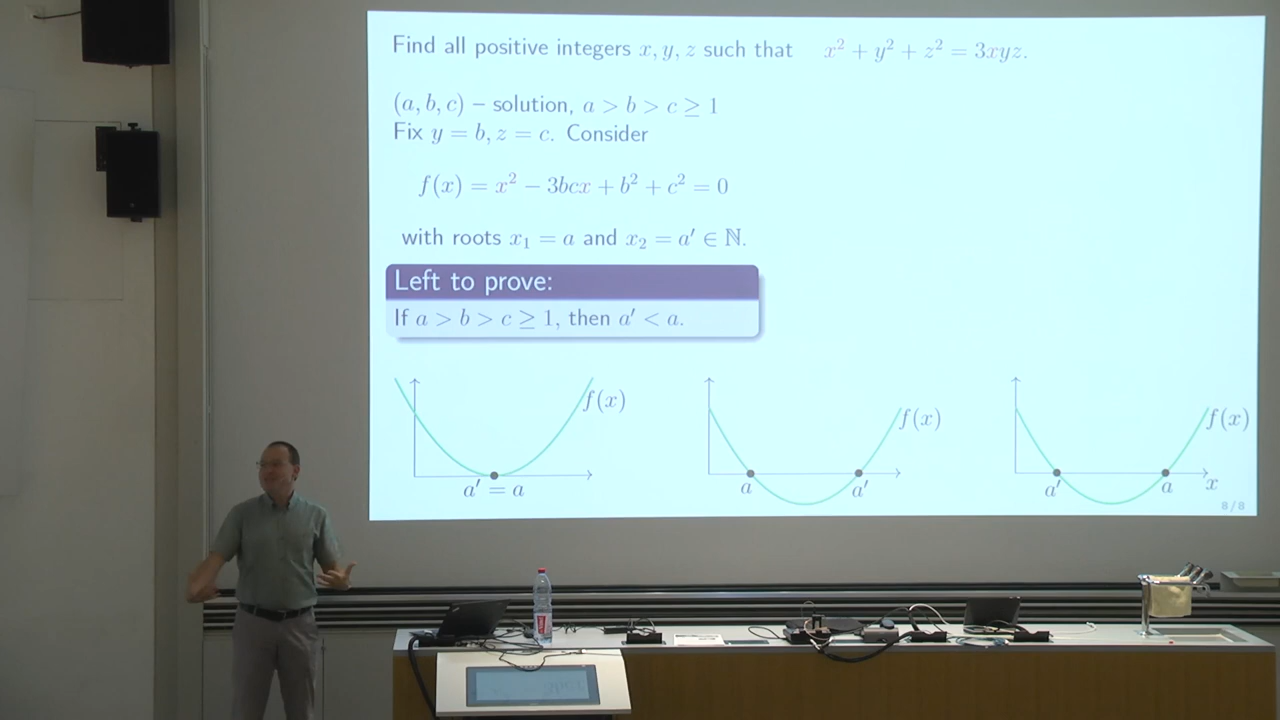 Find all positive integers x, y, z such that x² + y² + z² = 3xyz.
(a, b, c) – solution, a > b > c ≥ 1
Fix y = b, z = c. Consider
f(x) = x² − 3bcx + b² + c² = 0
with roots x₁ = a and x₂ = a′ ∈ ℕ.
Left to prove:
If a > b > c ≥ 1, then a′ < a.
f(x)
a′ = a
f(x)
a a′
f(x)
a′ a x
8/8